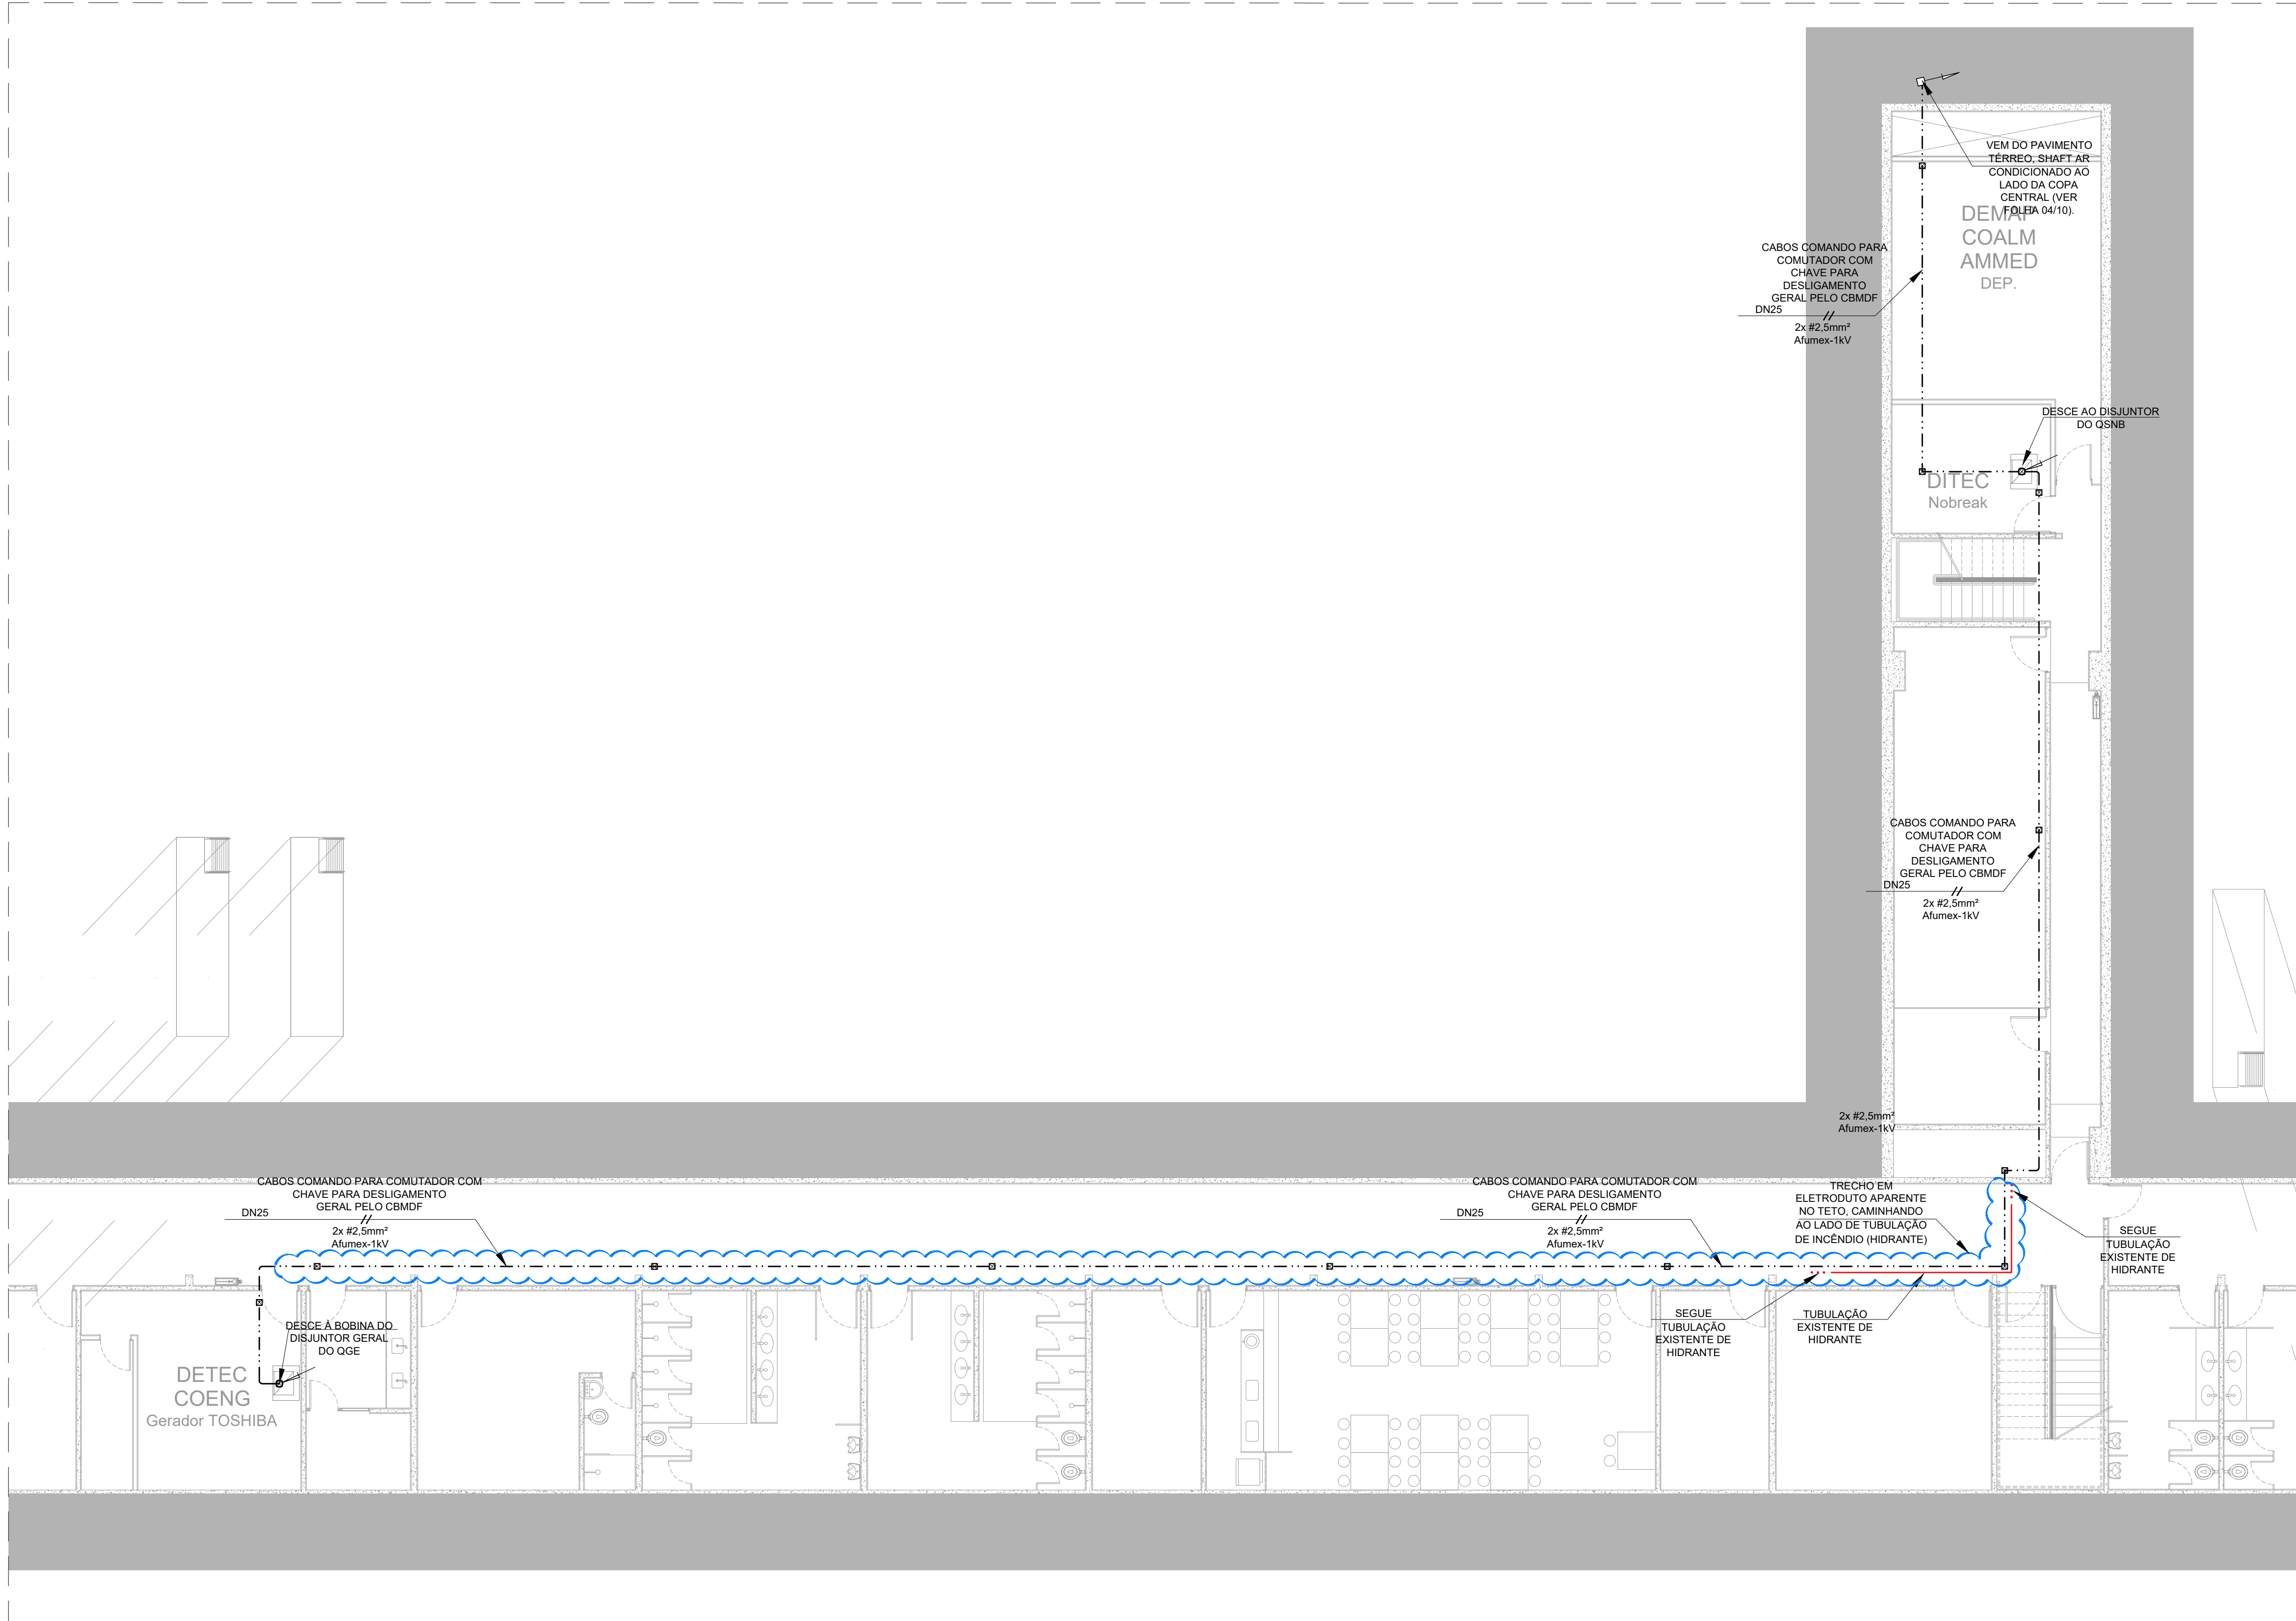 VEM DO PAVIMENTO
TÉRREO, SHAFT AR
CONDICIONADO AO
LADO DA COPA
CENTRAL (VER
FOLHA 04/10).
DEMAP
COALM
AMMED
DEP.
CABOS COMANDO PARA
COMUTADOR COM
CHAVE PARA
DESLIGAMENTO
GERAL PELO CBMDF
DN25
2x #2,5mm²
Afumex-1kV
DESCE AO DISJUNTOR
DO QSNB
DITEC
Nobreak
CABOS COMANDO PARA
COMUTADOR COM
CHAVE PARA
DESLIGAMENTO
GERAL PELO CBMDF
DN25
2x #2,5mm²
Afumex-1kV
2x #2,5mm²
Afumex-1kV
CABOS COMANDO PARA COMUTADOR COM
CHAVE PARA DESLIGAMENTO
GERAL PELO CBMDF
DN25
2x #2,5mm²
Afumex-1kV
CABOS COMANDO PARA COMUTADOR COM
CHAVE PARA DESLIGAMENTO
GERAL PELO CBMDF
DN25
2x #2,5mm²
Afumex-1kV
TRECHO EM
ELETRODUTO APARENTE
NO TETO, CAMINHANDO
AO LADO DE TUBULAÇÃO
DE INCÊNDIO (HIDRANTE)
SEGUE
TUBULAÇÃO
EXISTENTE DE
HIDRANTE
SEGUE
TUBULAÇÃO
EXISTENTE DE
HIDRANTE
TUBULAÇÃO
EXISTENTE DE
HIDRANTE
DESCE À BOBINA DO
DISJUNTOR GERAL
DO QGE
DETEC
COENG
Gerador TOSHIBA